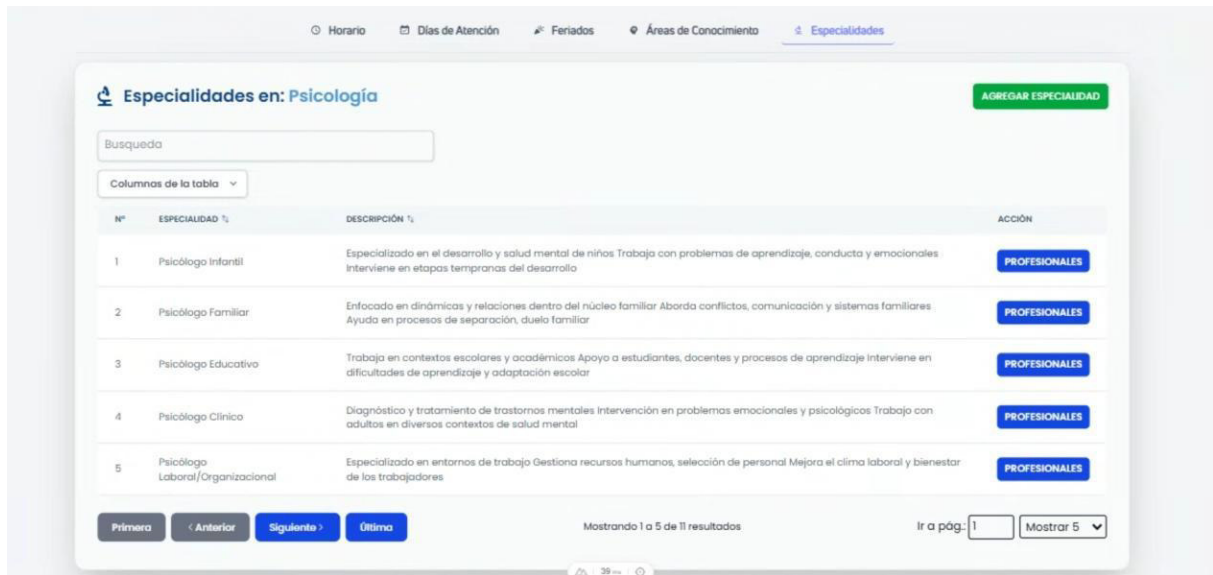 Horario Días de Atención Feriados Áreas de Conocimiento Especialidades
Especialidades en: Psicología
AGREGAR ESPECIALIDAD
Busqueda
Columnas de la tabla
N° ESPECIALIDAD DESCRIPCIÓN ACCIÓN
1 Psicólogo Infantil Especializado en el desarrollo y salud mental de niños Trabaja con problemas de aprendizaje, conducta y emocionales PROFESIONALES
Interviene en etapas tempranas del desarrollo
2 Psicólogo Familiar Enfocado en dinámicas y relaciones dentro del núcleo familiar Aborda conflictos, comunicación y sistemas familiares PROFESIONALES
Ayuda en procesos de separación, duelo familiar
3 Psicólogo Educativo Trabaja en contextos escolares y académicos Apoyo a estudiantes, docentes y procesos de aprendizaje Interviene en PROFESIONALES
dificultades de aprendizaje y adaptación escolar
4 Psicólogo Clínico Diagnóstico y tratamiento de trastornos mentales Intervención en problemas emocionales y psicológicos Trabajo con PROFESIONALES
adultos en diversos contextos de salud mental
5 Psicólogo Especializado en entornos de trabajo Gestiona recursos humanos, selección de personal Mejora el clima laboral y bienestar PROFESIONALES
Laboral/Organizacional de los trabajadores
Primera < Anterior Siguiente > Última Mostrando 1 a 5 de 11 resultados Ir a pág.: 1 Mostrar 5
39 ms